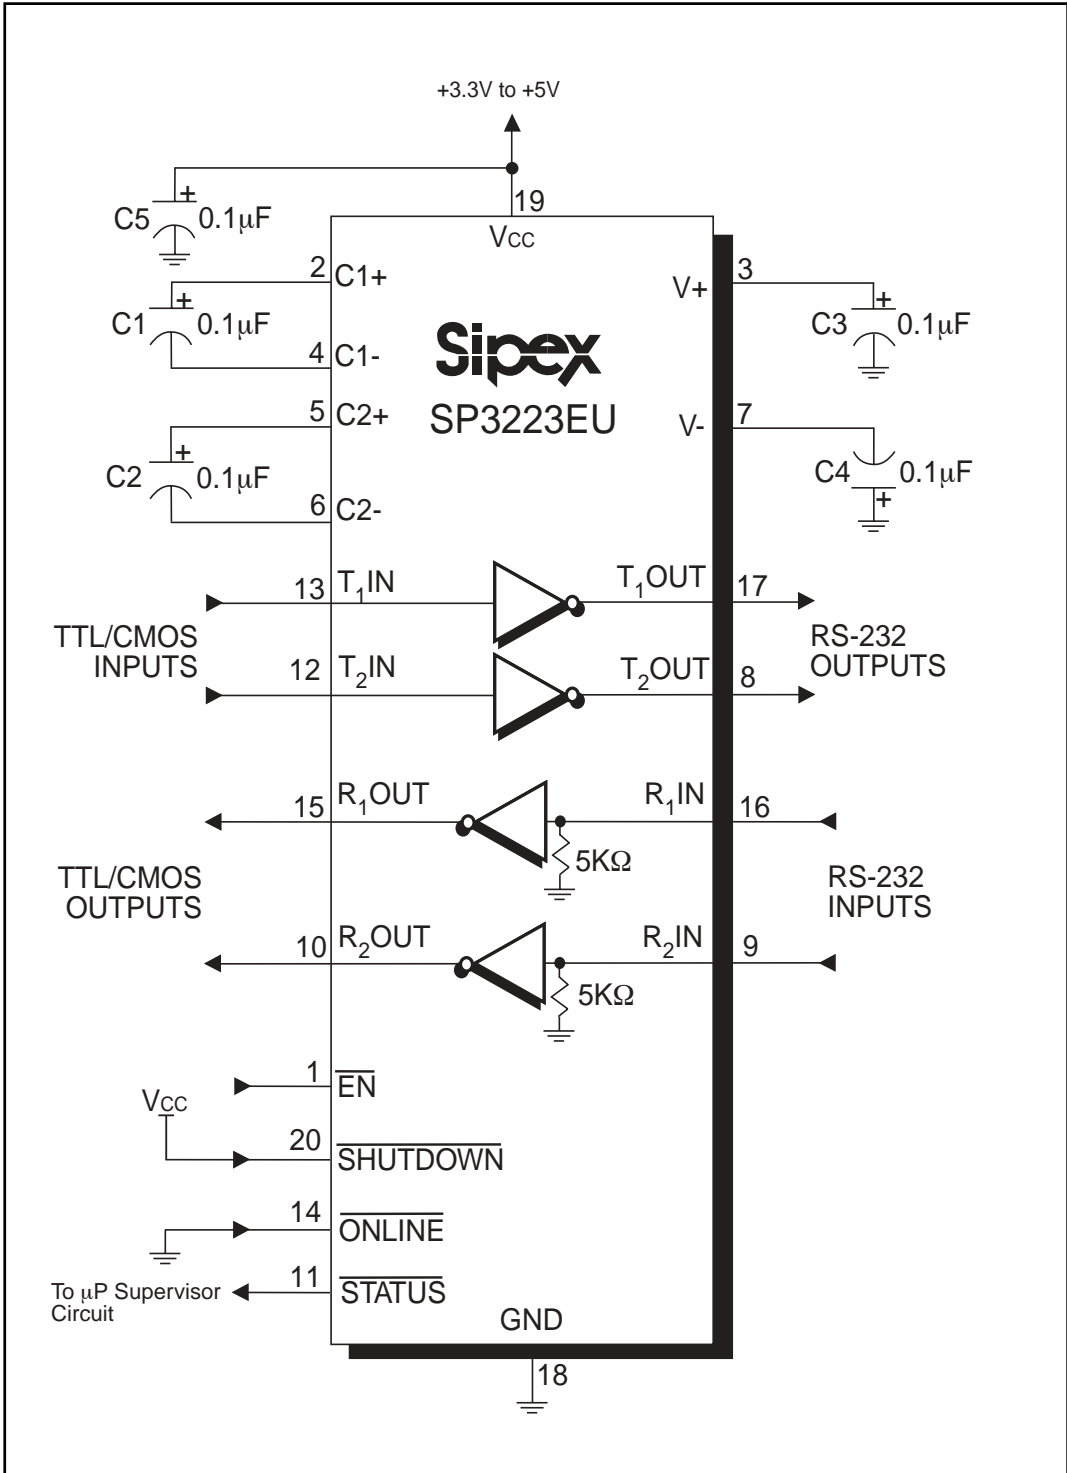 +3.3V to +5V
19
VCC
C5
+
0.1µF
2
C1+
C1
+
0.1µF
4
C1-
5
C2+
C2
+
0.1µF
6
C2-
V+
3
C3
+
0.1µF
V-
7
C4
0.1µF
+
Sipex
SP3223EU
TTL/CMOS
INPUTS
13
T1IN
T1OUT
17
12
T2IN
T2OUT
8
RS-232
OUTPUTS
TTL/CMOS
OUTPUTS
15
R1OUT
R1IN
16
5KΩ
10
R2OUT
R2IN
9
5KΩ
RS-232
INPUTS
1
EN
VCC
20
SHUTDOWN
14
ONLINE
To µP Supervisor
Circuit
11
STATUS
GND
18